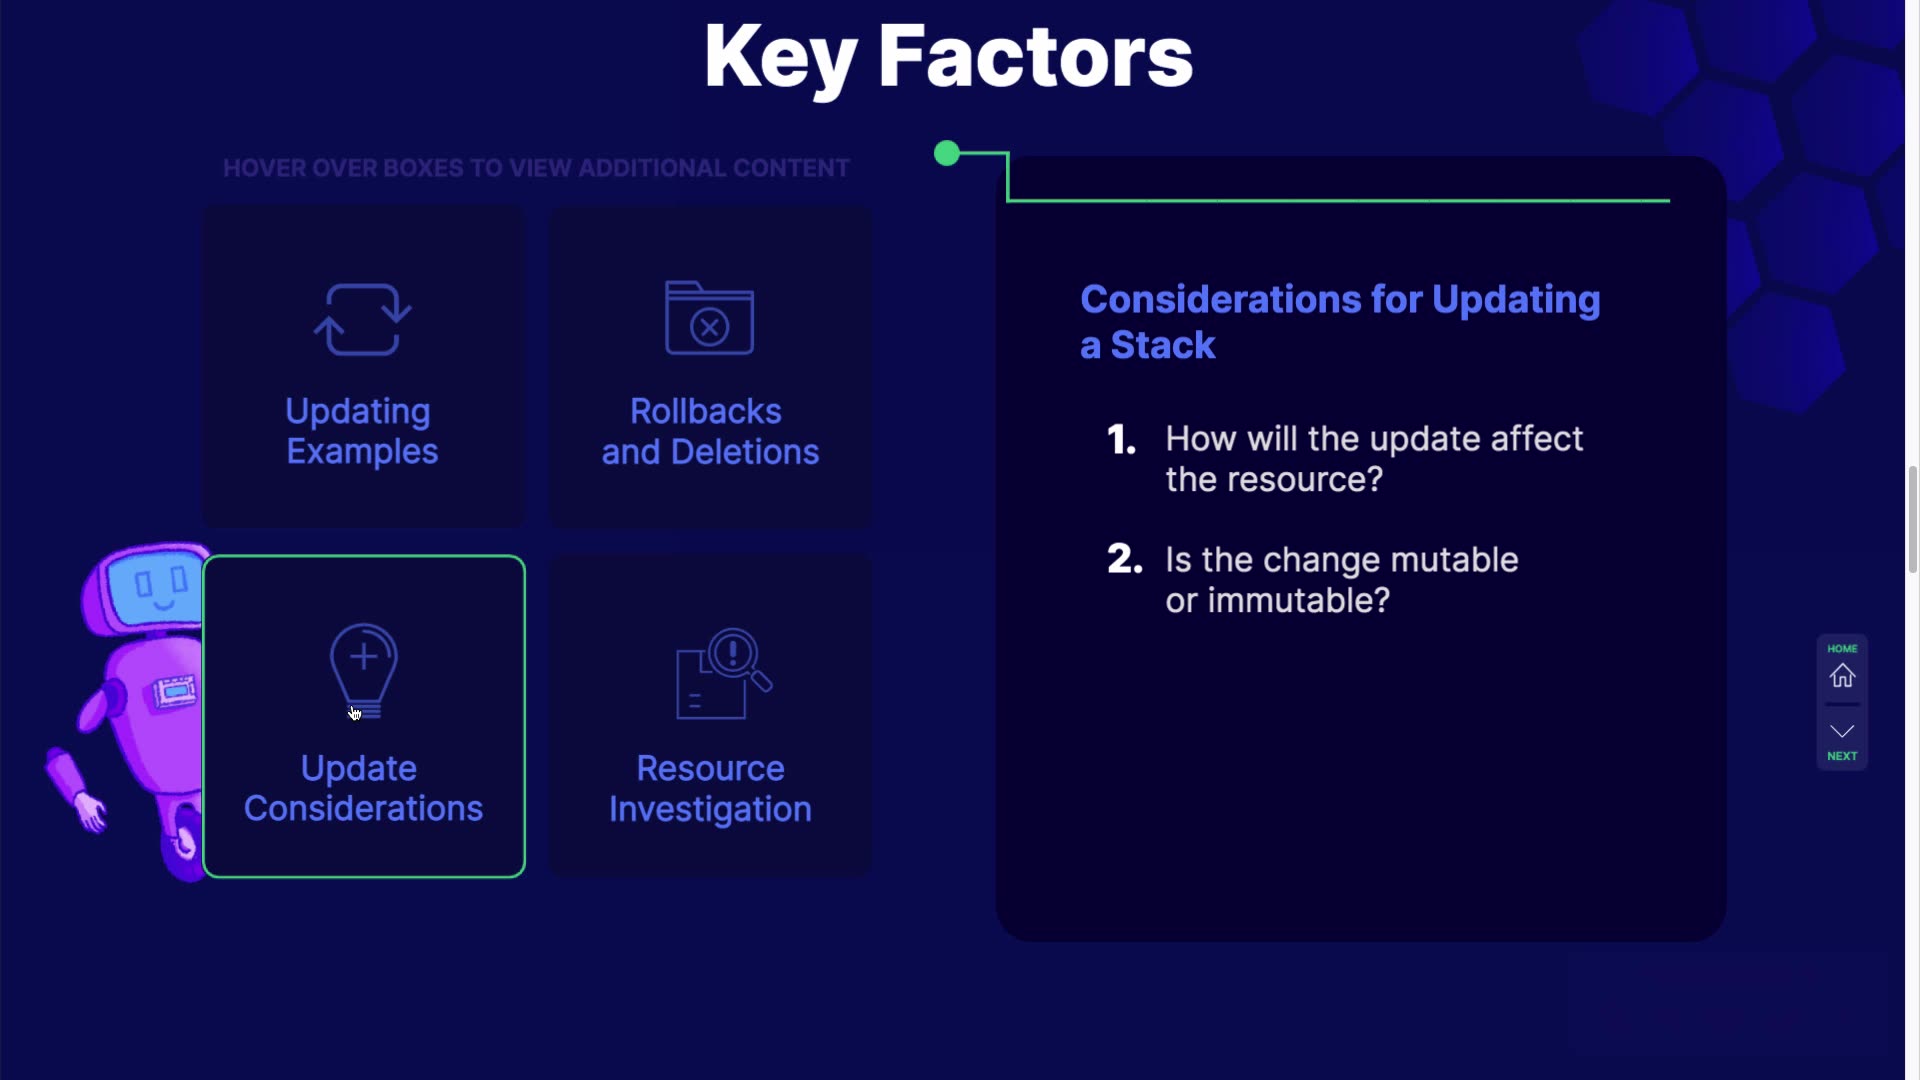 Key Factors
HOVER OVER BOXES TO VIEW ADDITIONAL CONTENT
Updating
Examples
Rollbacks
and Deletions
Update
Considerations
Resource
Investigation
Considerations for Updating
a Stack
1. How will the update affect
the resource?
2. Is the change mutable
or immutable?
HOME
NEXT